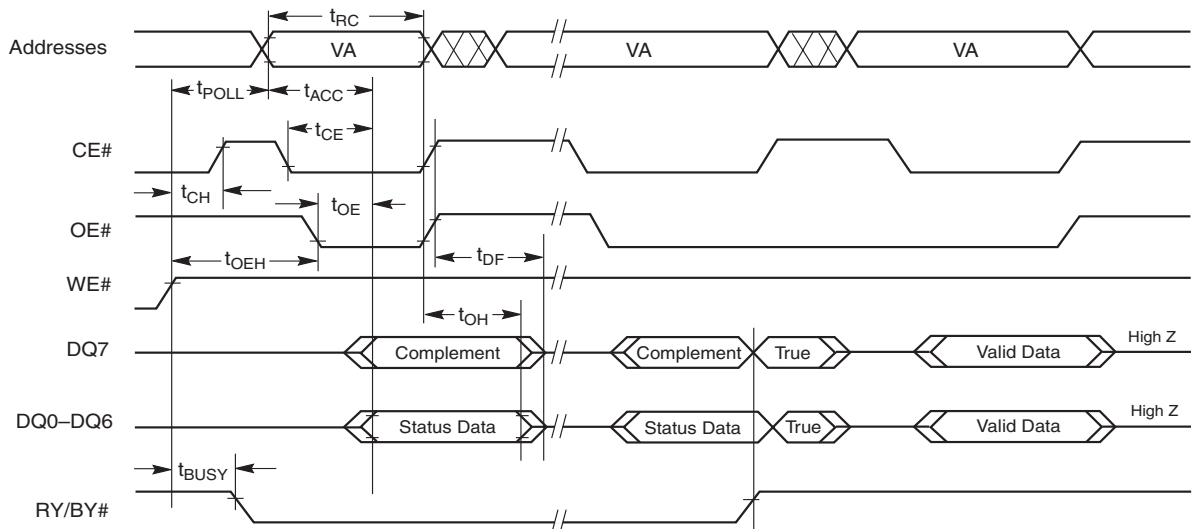 tRC
Addresses VA VA VA
tPOLL tACC
tCE
CE#
tCH
tOE
OE#
tOEH tDF
WE#
tOH
DQ7 Complement Complement True Valid Data High Z
DQ0–DQ6 Status Data Status Data True Valid Data High Z
tBUSY
RY/BY#